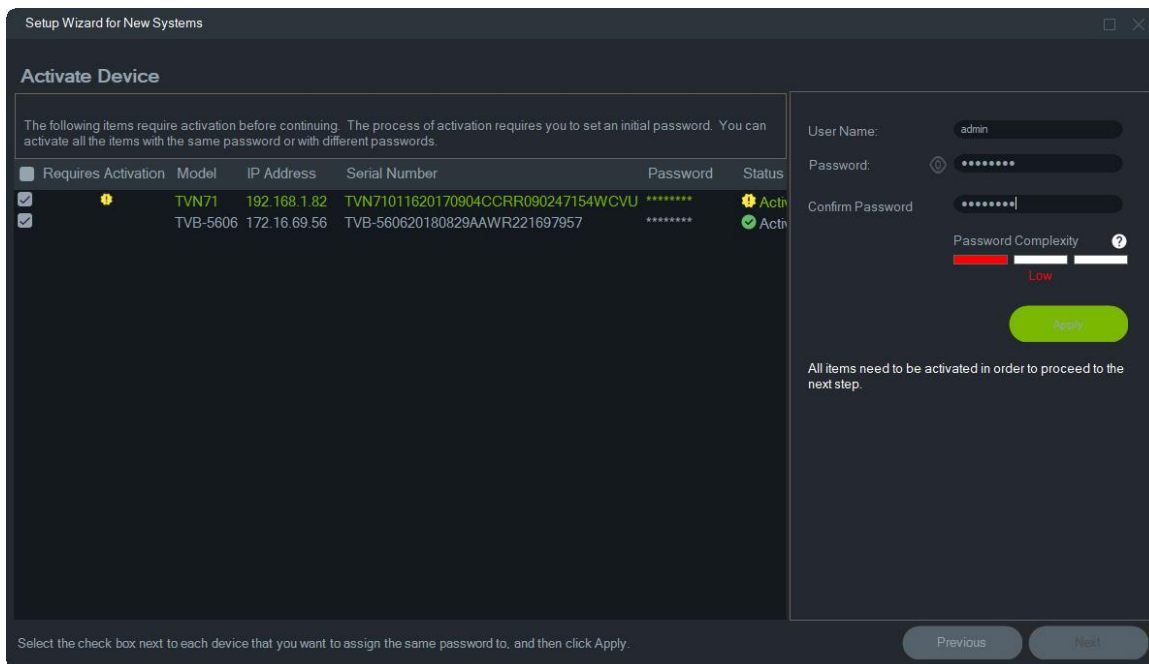 Setup Wizard for New Systems
Activate Device
The following items require activation before continuing. The process of activation requires you to set an initial password. You can
activate all the items with the same password or with different passwords.
Requires Activation Model IP Address Serial Number Password Status
TVN71 192.168.1.82 TVN71011620170904CCRR090247154WCVU ******** Activ
TVB-5606 172.16.69.56 TVB-560620180829AAWR221697957 ******** Activ
User Name: admin
Password: ••••••••
Confirm Password ••••••••
Password Complexity ?
Low
Apply
All items need to be activated in order to proceed to the
next step.
Select the check box next to each device that you want to assign the same password to, and then click Apply.
Previous Next